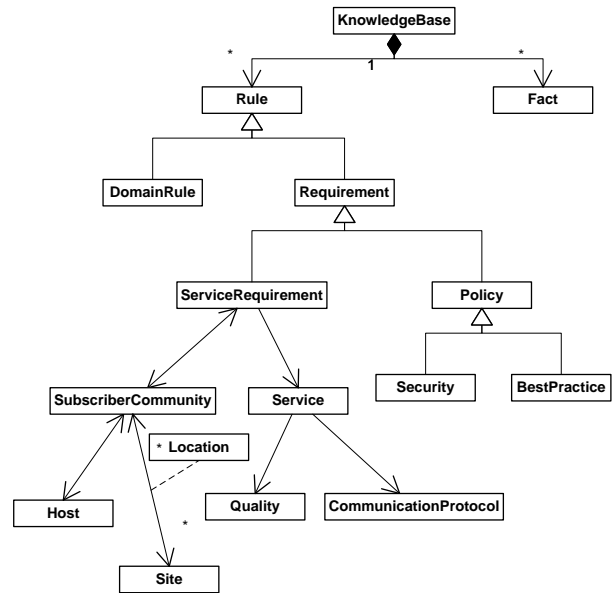 KnowledgeBase
*
1
*
Rule
Fact
DomainRule
Requirement
ServiceRequirement
Policy
Security
BestPractice
SubscriberCommunity
Service
* Location
Host
*
Quality
CommunicationProtocol
Site